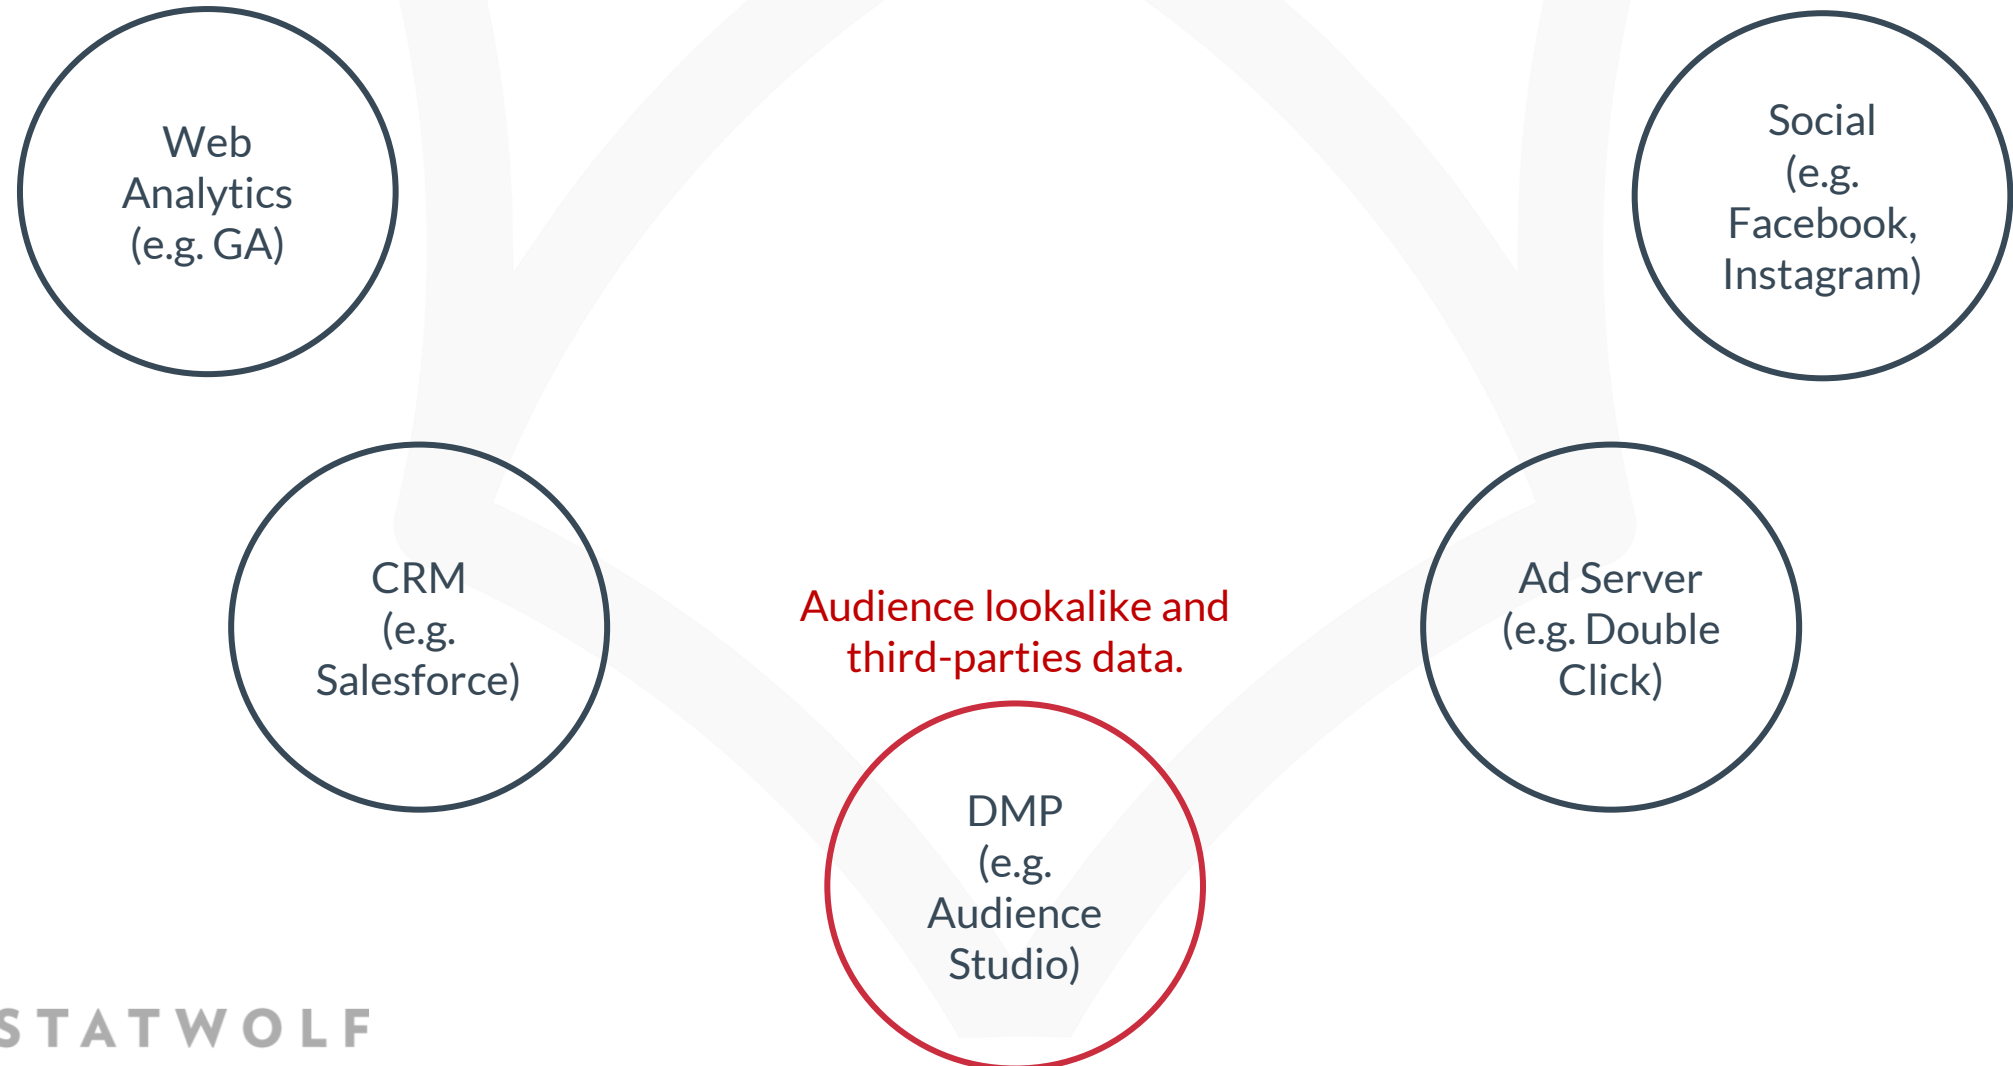 Web
Analytics
(e.g. GA)
Social
(e.g.
Facebook,
Instagram)
CRM
(e.g.
Salesforce)
Audience lookalike and
third-parties data.
Ad Server
(e.g. Double
Click)
DMP
(e.g.
Audience
Studio)
STATWOLF